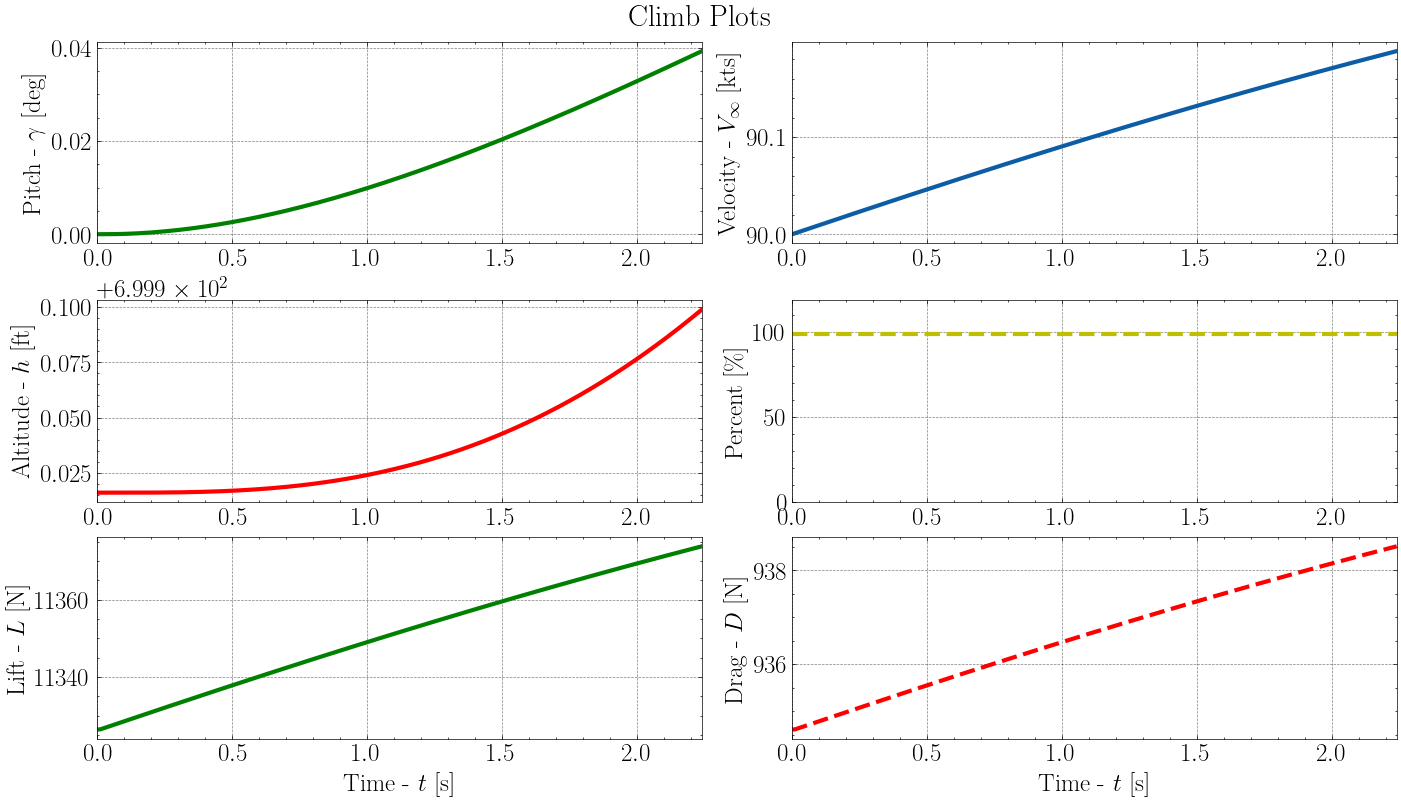 Climb Plots
Pitch - γ [deg]
0.04
0.02
0.00
0.0 0.5 1.0 1.5 2.0
Velocity - V∞ [kts]
90.1
90.0
0.0 0.5 1.0 1.5 2.0
+6.999 × 10²
Altitude - h [ft]
0.100
0.075
0.050
0.025
0.0 0.5 1.0 1.5 2.0
Percent [%]
100
50
0
0.0 0.5 1.0 1.5 2.0
Lift - L [N]
11360
11340
0.0 0.5 1.0 1.5 2.0
Time - t [s]
Drag - D [N]
938
936
0.0 0.5 1.0 1.5 2.0
Time - t [s]